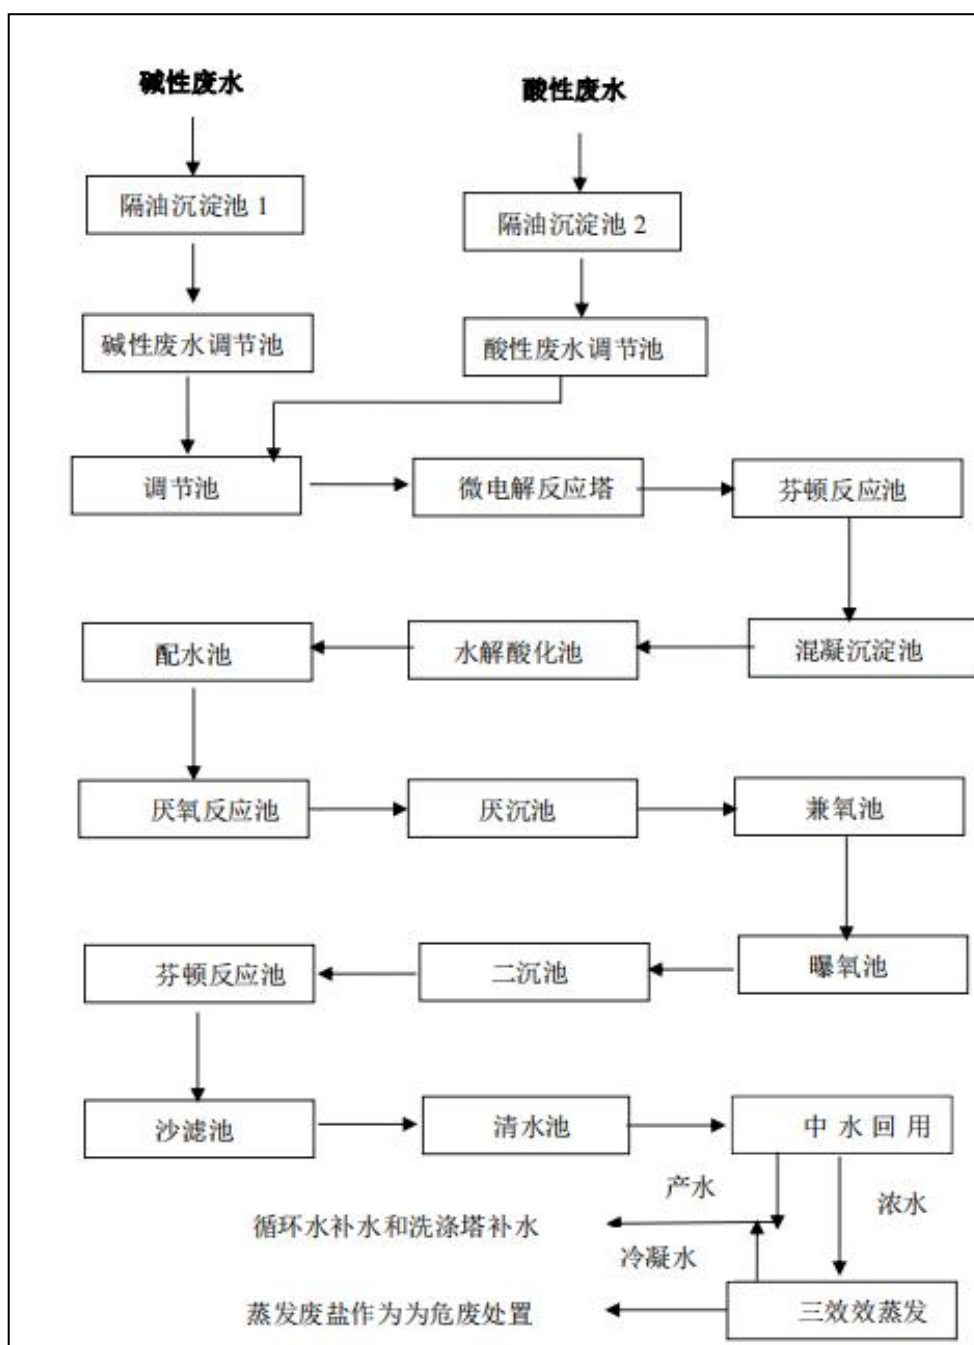 碱性废水
酸性废水
隔油沉淀池 1
隔油沉淀池 2
碱性废水调节池
酸性废水调节池
调节池
微电解反应塔
芬顿反应池
配水池
水解酸化池
混凝沉淀池
厌氧反应池
厌沉池
兼氧池
芬顿反应池
二沉池
曝氧池
沙滤池
清水池
中水回用
产水
浓水
循环水补水和洗涤塔补水
冷凝水
蒸发废盐作为为危废处置
三效效蒸发